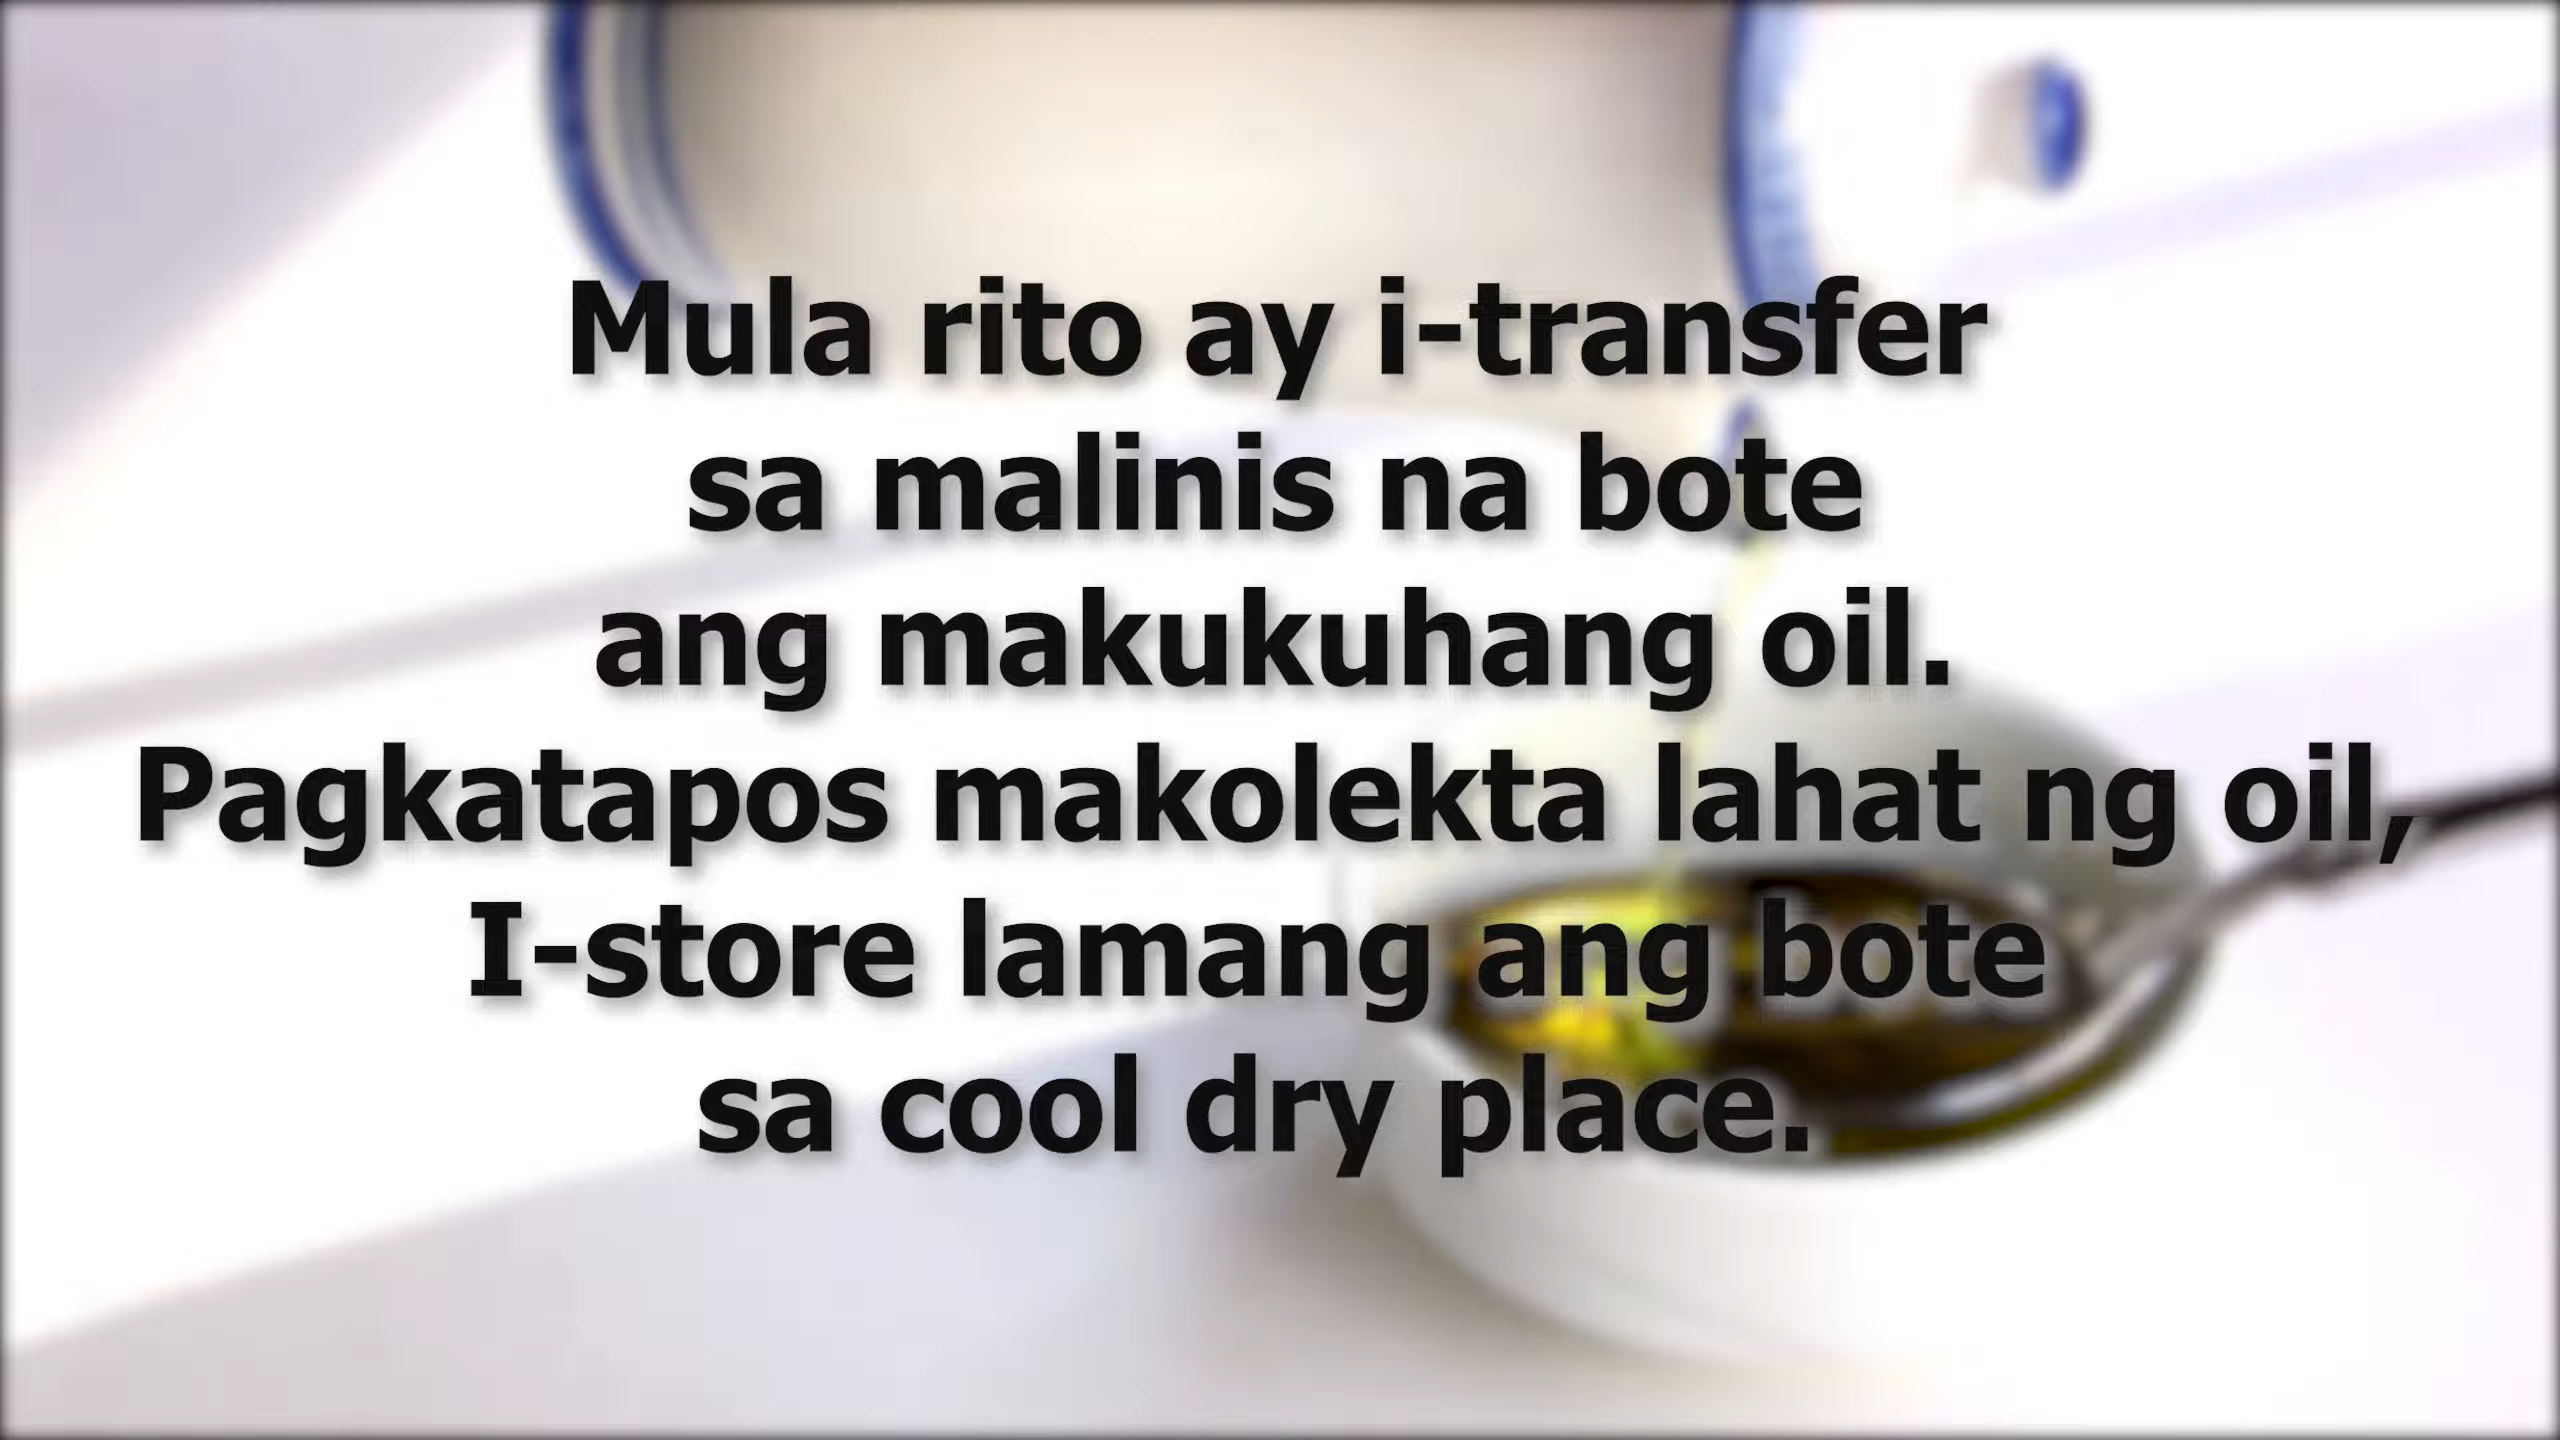 Mula rito ay i-transfer
sa malinis na bote
ang makukuhang oil.
Pagkatapos makolekta lahat ng oil,
I-store lamang ang bote
sa cool dry place.